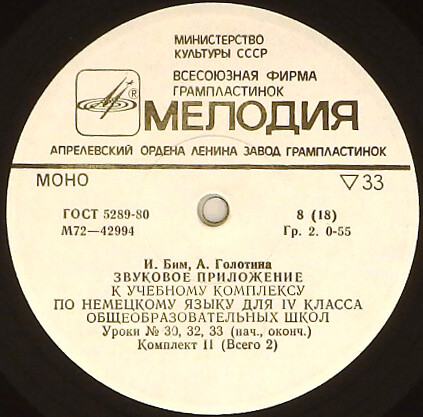 МИНИСТЕРСТВО
КУЛЬТУРЫ СССР
ВСЕСОЮЗНАЯ ФИРМА
ГРАМПЛАСТИНОК
® МЕЛОДИЯ
АПРЕЛЕВСКИЙ ОРДЕНА ЛЕНИНА ЗАВОД ГРАМПЛАСТИНОК
МОНО ▽33
ГОСТ 5289-80 8 (18)
М72—42994 Гр. 2. 0-55
И. Бим, А. Голотина
ЗВУКОВОЕ ПРИЛОЖЕНИЕ
К УЧЕБНОМУ КОМПЛЕКСУ
ПО НЕМЕЦКОМУ ЯЗЫКУ ДЛЯ IV КЛАССА
ОБЩЕОБРАЗОВАТЕЛЬНЫХ ШКОЛ
Уроки № 30, 32, 33 (нач., оконч.)
Комплект II (Всего 2)